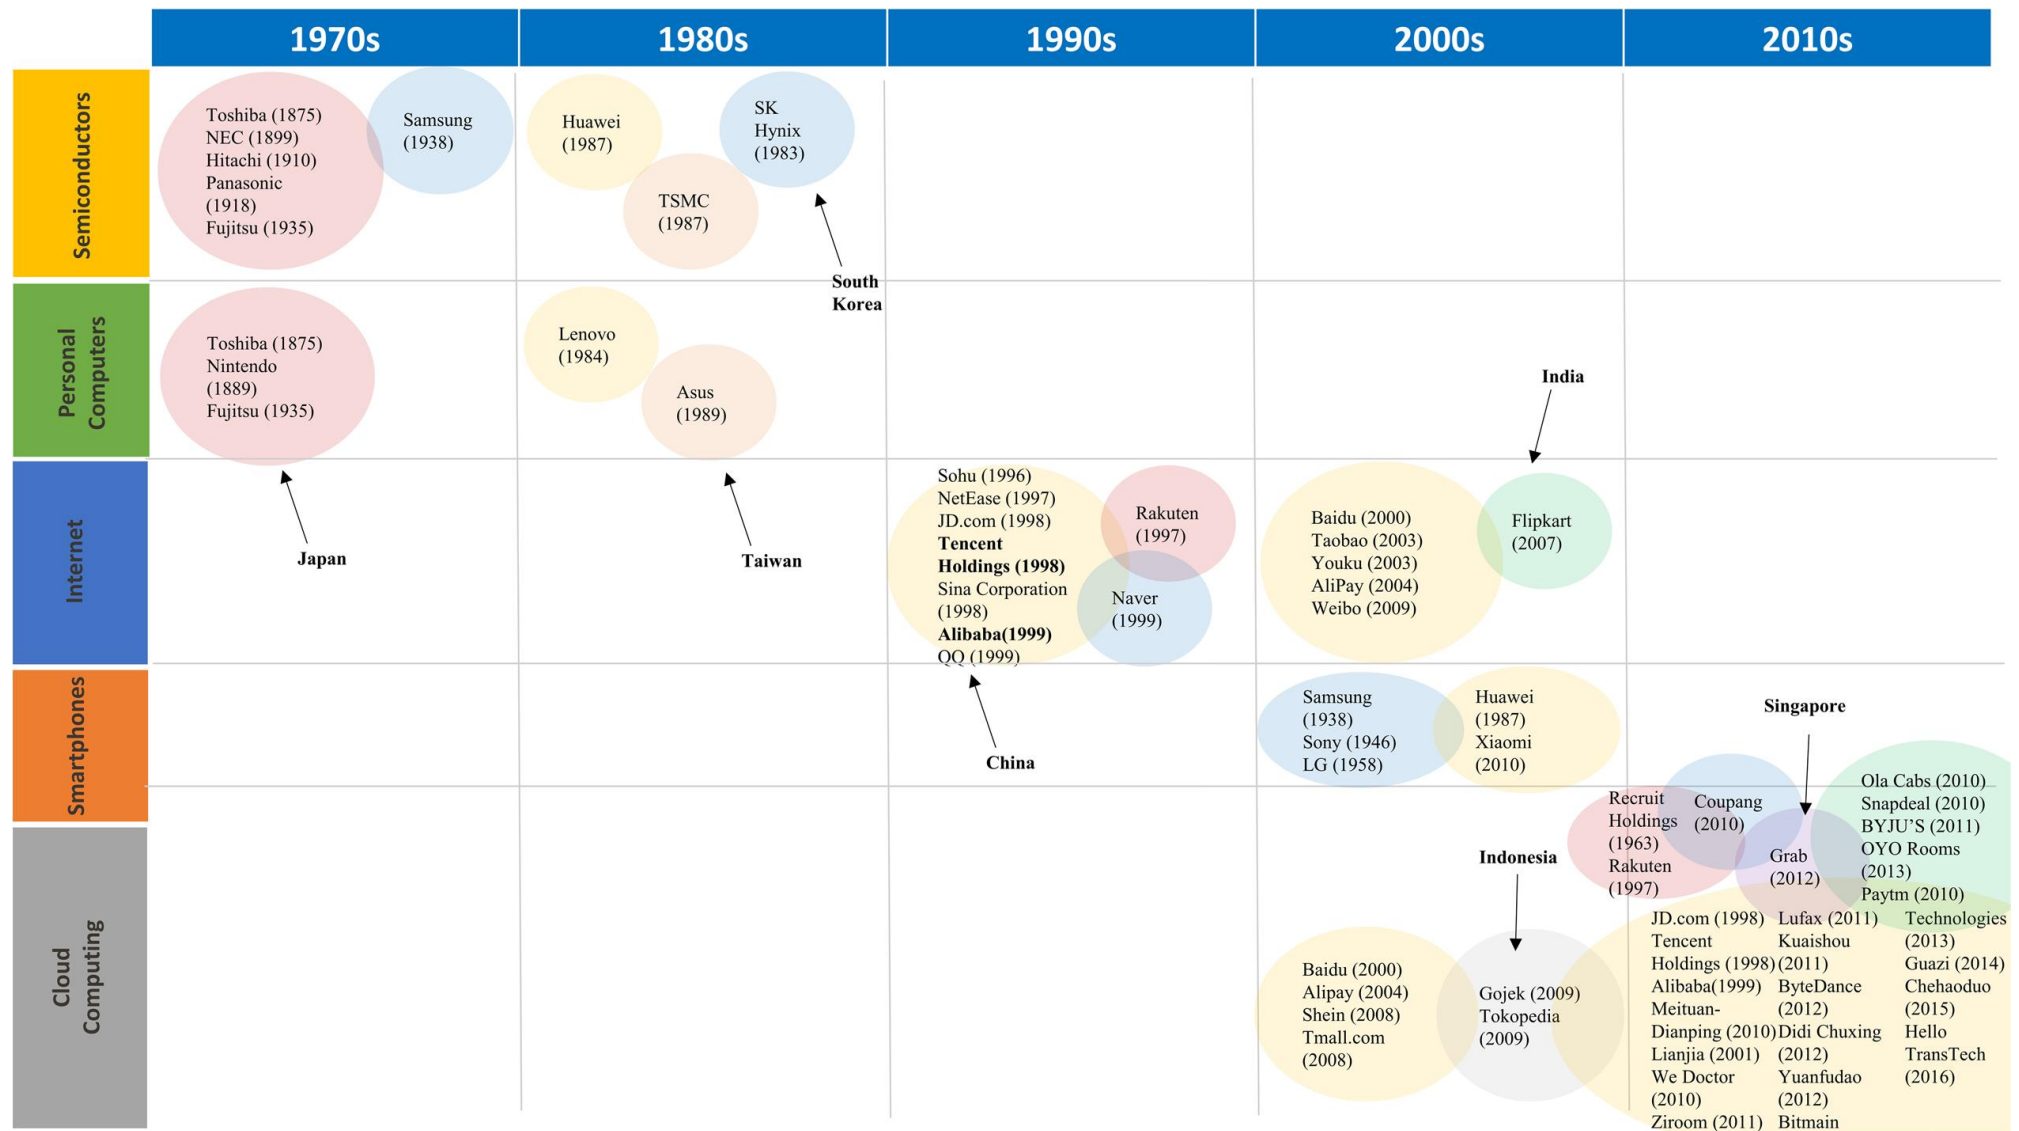 1970s
1980s
1990s
2000s
2010s
Semiconductors
Toshiba (1875)
NEC (1899)
Hitachi (1910)
Panasonic
(1918)
Fujitsu (1935)
Samsung
(1938)
Huawei
(1987)
TSMC
(1987)
SK
Hynix
(1983)
South
Korea
Personal
Computers
Toshiba (1875)
Nintendo
(1889)
Fujitsu (1935)
Lenovo
(1984)
Asus
(1989)
India
Internet
Japan
Taiwan
Sohu (1996)
NetEase (1997)
JD.com (1998)
Tencent
Holdings (1998)
Sina Corporation
(1998)
Alibaba(1999)
QQ (1999)
Rakuten
(1997)
Naver
(1999)
Baidu (2000)
Taobao (2003)
Youku (2003)
AliPay (2004)
Weibo (2009)
Flipkart
(2007)
Smartphones
China
Samsung
(1938)
Sony (1946)
LG (1958)
Huawei
(1987)
Xiaomi
(2010)
Singapore
Cloud
Computing
Baidu (2000)
Alipay (2004)
Shein (2008)
Tmall.com
(2008)
Indonesia
Gojek (2009)
Tokopedia
(2009)
Recruit
Holdings
(1963)
Rakuten
(1997)
Coupang
(2010)
Grab
(2012)
Ola Cabs (2010)
Snapdeal (2010)
BYJU'S (2011)
OYO Rooms
(2013)
Paytm (2010)
JD.com (1998)
Tencent
Holdings (1998)
Alibaba(1999)
Meituan-
Dianping (2010)
Lianjia (2001)
We Doctor
(2010)
Ziroom (2011)
Lufax (2011)
Kuaishou
(2011)
ByteDance
(2012)
Didi Chuxing
(2012)
Yuanfudao
(2012)
Bitmain
Technologies
(2013)
Guazi (2014)
Chehaoduo
(2015)
Hello
TransTech
(2016)